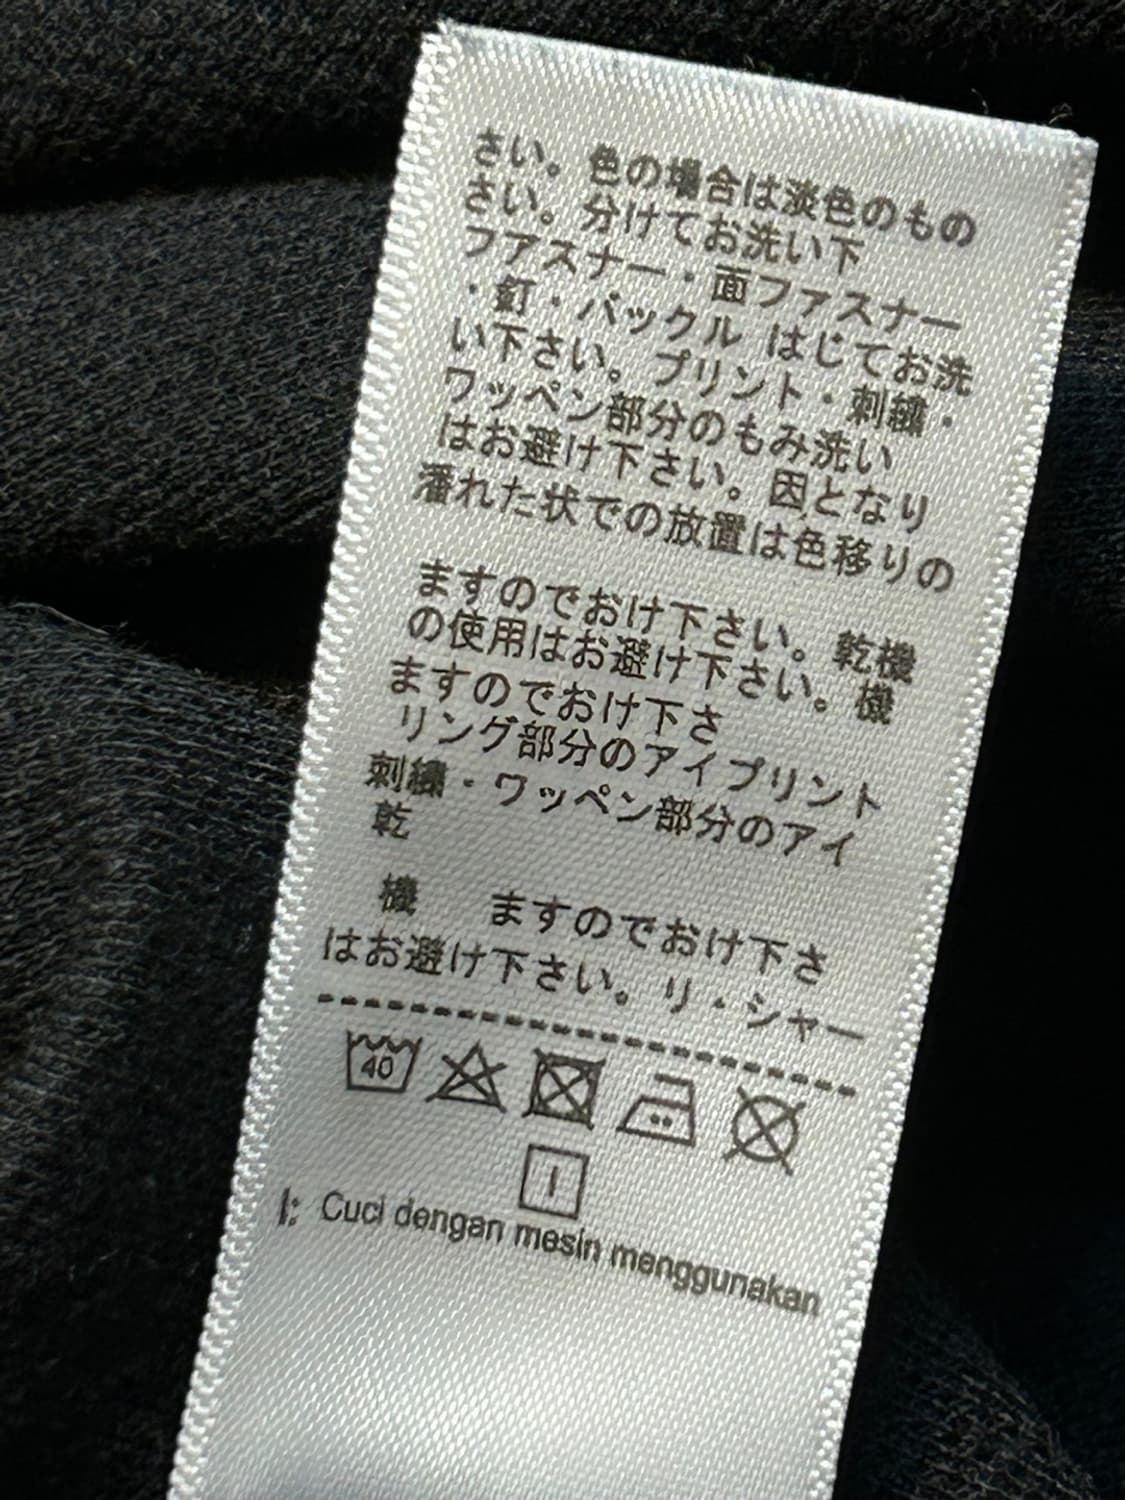 さい。色の場合は淡色のもの
さい。分けてお洗い下
フアスナー・面ファスナー
・釘・バックル はじてお洗
い下さい。プリント・刺繍・
ワッペン部分のもみ洗い
はお避け下さい。因となり
潘れた状での放置は色移りの
ますのでおけ下さい。乾機
の使用はお避け下さい。機
ますのでおけ下さ
リング部分のアイプリント
刺繍・ワッペン部分のアイ
乾
機 ますのでおけ下さ
はお避け下さい。リ・シャー
40
I
I: Cuci dengan mesin menggunakan